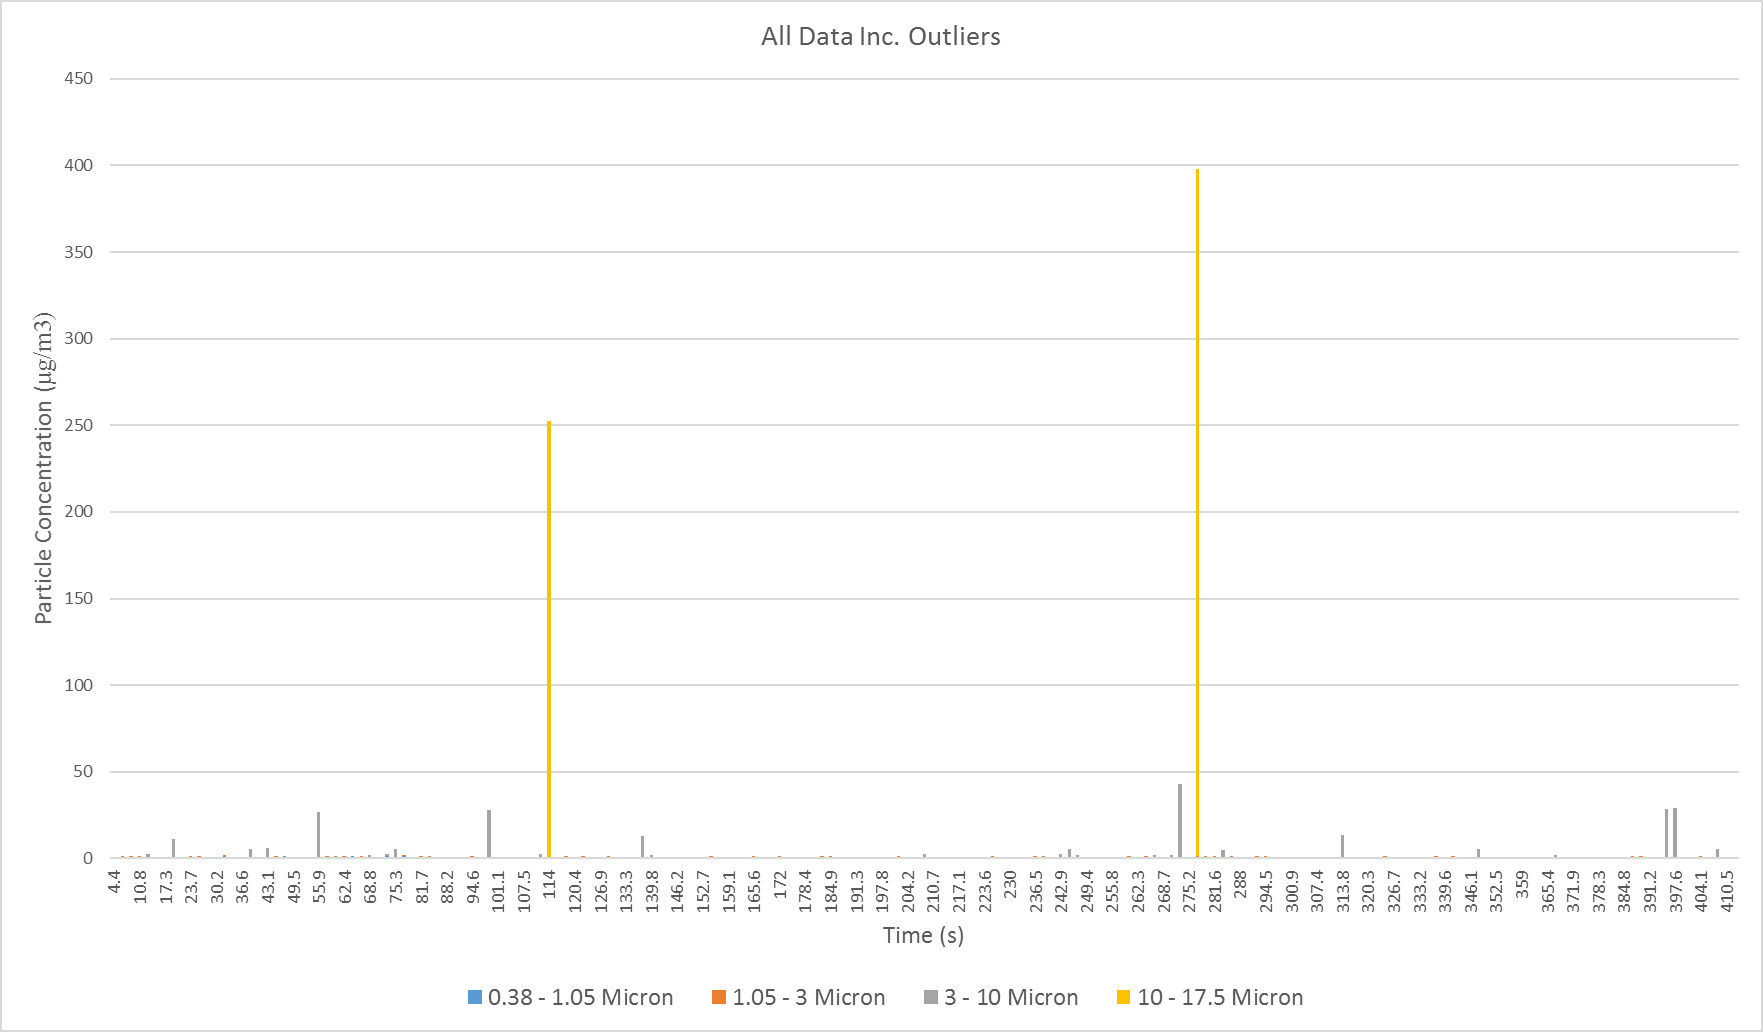 All Data Inc. Outliers
450
400
350
300
250
200
150
100
50
0
Particle Concentration (µg/m3)
4.4 10.8 17.3 23.7 30.2 36.6 43.1 49.5 55.9 62.4 68.8 75.3 81.7 88.2 94.6 101.1 107.5 114 120.4 126.9 133.3 139.8 146.2 152.7 159.1 165.6 172 178.4 184.9 191.3 197.8 204.2 210.7 217.1 223.6 230 236.5 242.9 249.4 255.8 262.3 268.7 275.2 281.6 288 294.5 300.9 307.4 313.8 320.3 326.7 333.2 339.6 346.1 352.5 359 365.4 371.9 378.3 384.8 391.2 397.6 404.1 410.5
Time (s)
0.38 - 1.05 Micron 1.05 - 3 Micron 3 - 10 Micron 10 - 17.5 Micron